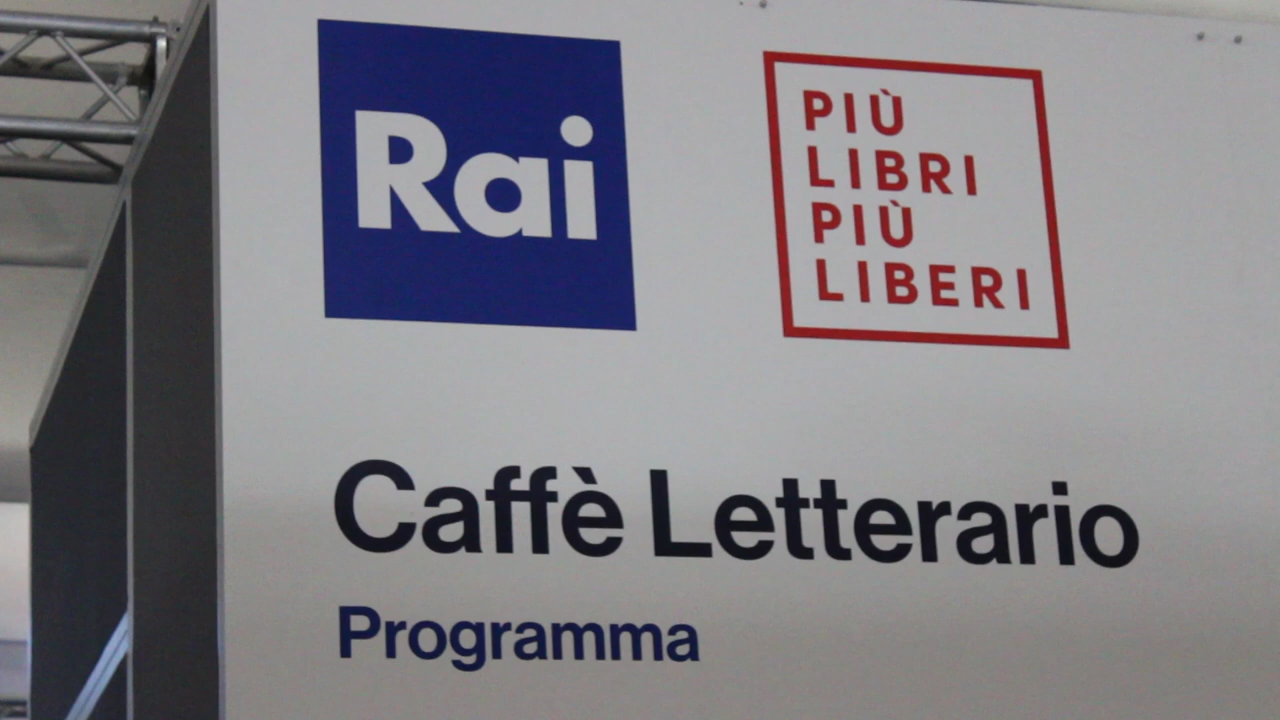 Rai
PIÙ
LIBRI
PIÙ
LIBERI
Caffè Letterario
Programma